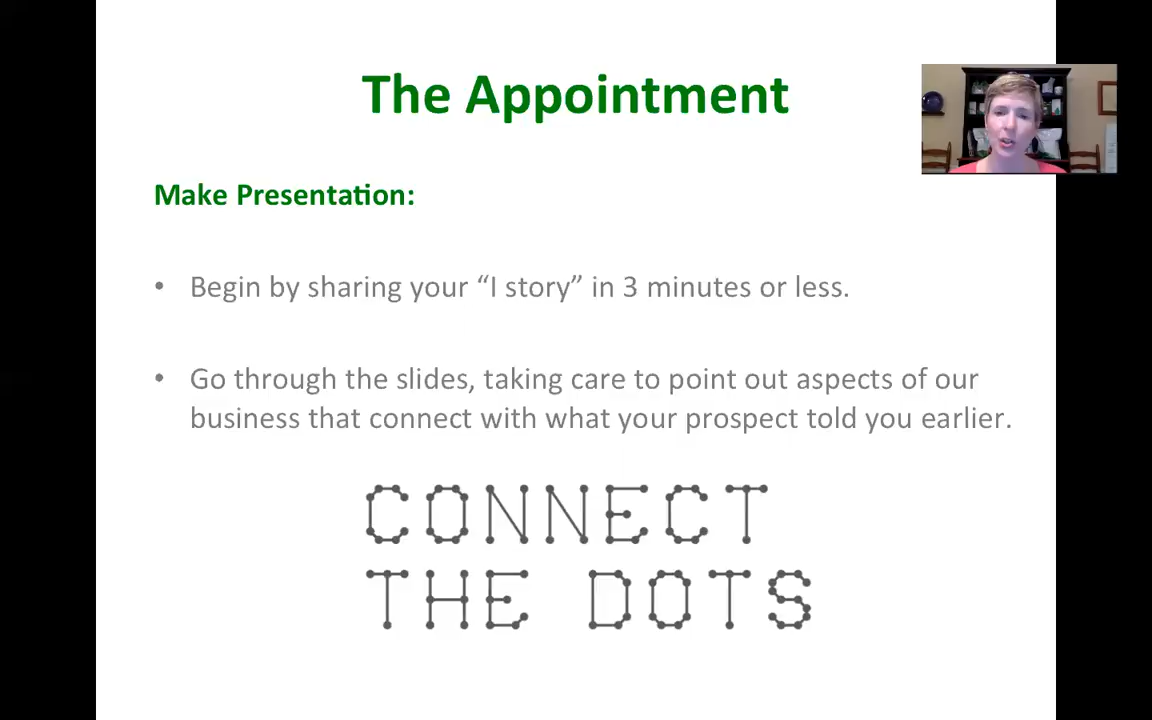 The Appointment
Make Presentation:
• Begin by sharing your “I story” in 3 minutes or less.
• Go through the slides, taking care to point out aspects of our
business that connect with what your prospect told you earlier.
CONNECT
THE DOTS